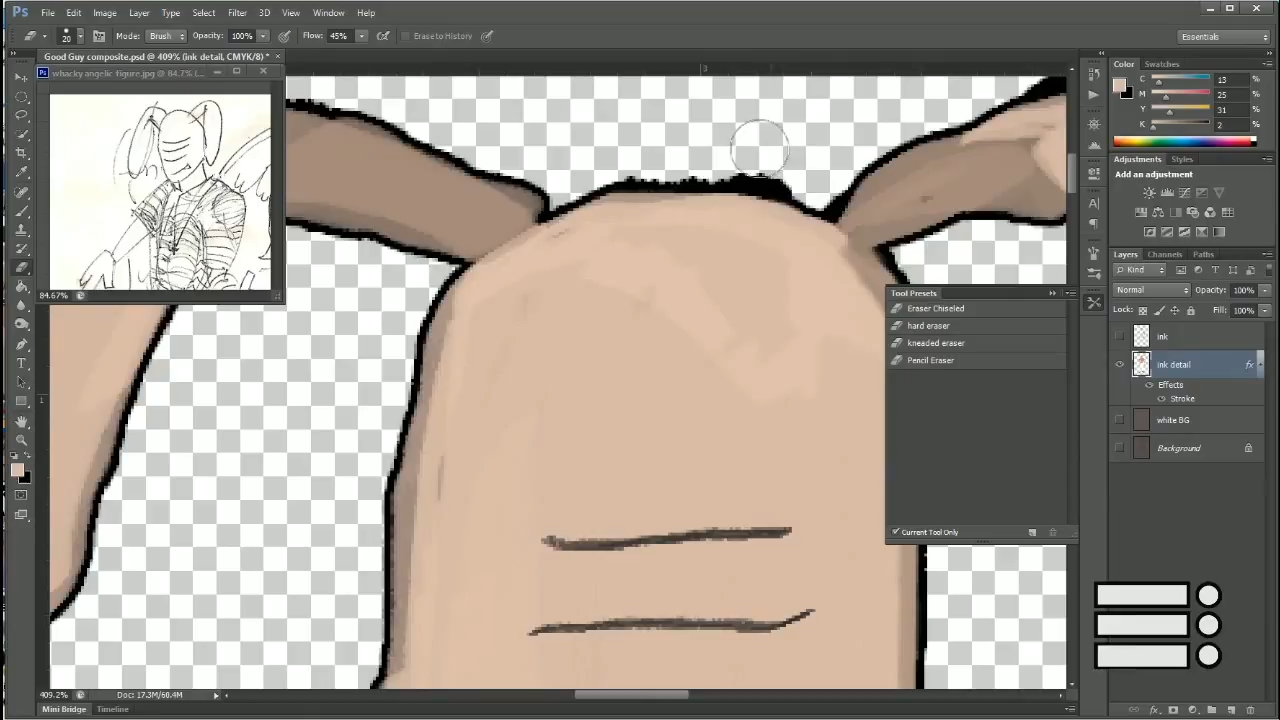 Ps File Edit Image Layer Type Select Filter 3D View Window Help
20 Mode: Brush Opacity: 100% Flow: 45% Erase to History Essentials
Good Guy composite.psd @ 409% (ink detail, CMYK/8) *
whacky angelic figure.jpg @ 84.7% (...
84.67%
3
Color Swatches
C 13 %
M 25 %
Y 31 %
K 2 %
Adjustments Styles
Add an adjustment
Layers Channels Paths
Kind
Normal Opacity: 100%
Lock: Fill: 100%
ink
ink detail fx
Effects
Stroke
white BG
Background
Tool Presets
Eraser Chiseled
hard eraser
kneaded eraser
Pencil Eraser
Current Tool Only
409.2% Doc: 17.3M/60.4M
Mini Bridge Timeline